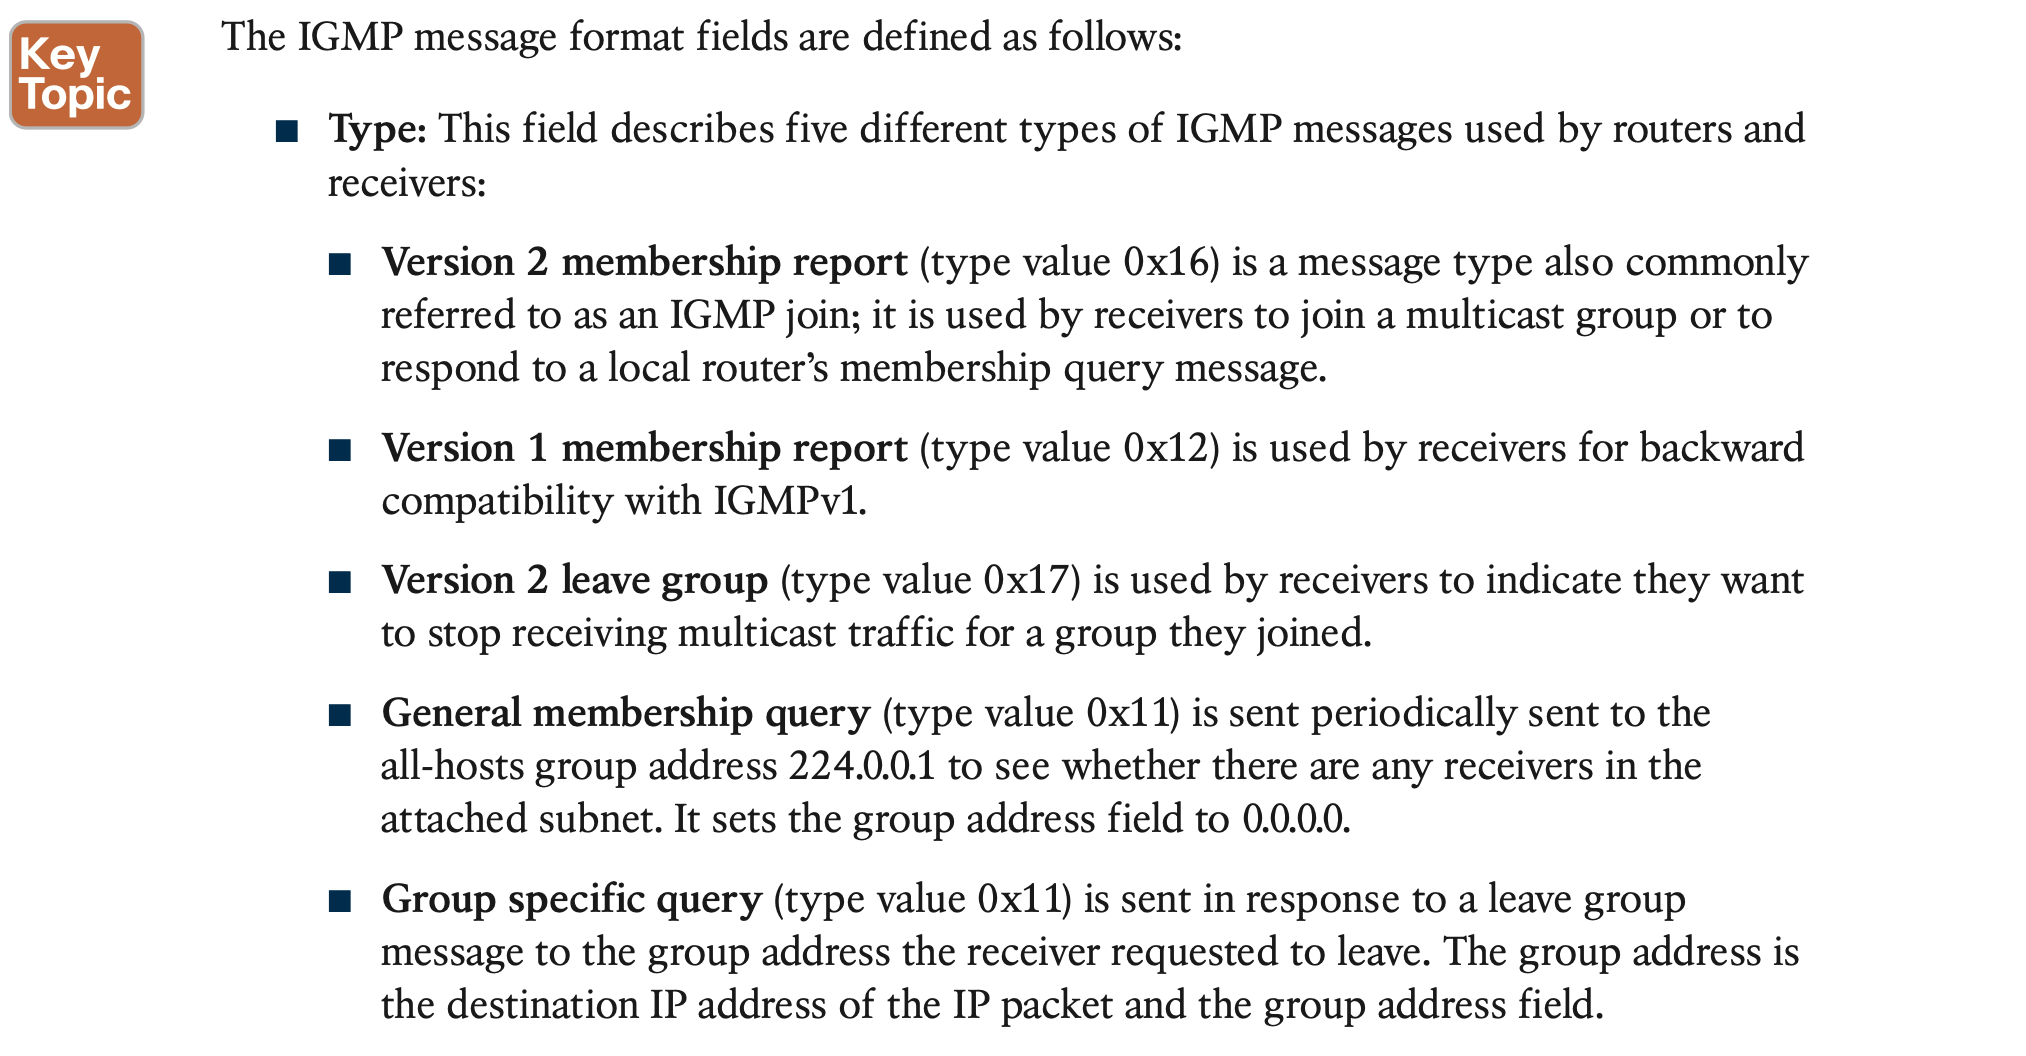 Key
Topic
The IGMP message format fields are defined as follows:
■ Type: This field describes five different types of IGMP messages used by routers and
receivers:
■ Version 2 membership report (type value 0x16) is a message type also commonly
referred to as an IGMP join; it is used by receivers to join a multicast group or to
respond to a local router’s membership query message.
■ Version 1 membership report (type value 0x12) is used by receivers for backward
compatibility with IGMPv1.
■ Version 2 leave group (type value 0x17) is used by receivers to indicate they want
to stop receiving multicast traffic for a group they joined.
■ General membership query (type value 0x11) is sent periodically sent to the
all-hosts group address 224.0.0.1 to see whether there are any receivers in the
attached subnet. It sets the group address field to 0.0.0.0.
■ Group specific query (type value 0x11) is sent in response to a leave group
message to the group address the receiver requested to leave. The group address is
the destination IP address of the IP packet and the group address field.